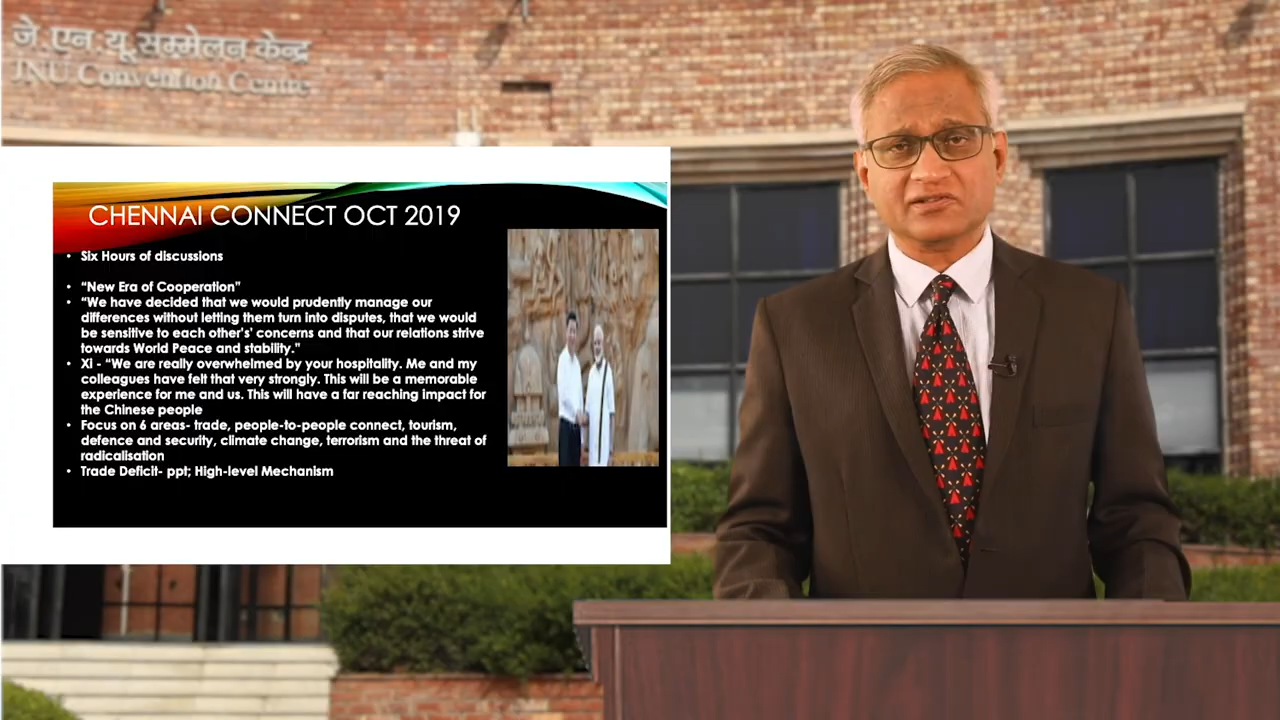 जे.एन.यू.सम्मेलन केन्द्र
JNU Convention Centre
CHENNAI CONNECT OCT 2019
• Six Hours of discussions
• “New Era of Cooperation”
• “We have decided that we would prudently manage our
differences without letting them turn into disputes, that we would
be sensitive to each other’s’ concerns and that our relations strive
towards World Peace and stability.”
• XI - “We are really overwhelmed by your hospitality. Me and my
colleagues have felt that very strongly. This will be a memorable
experience for me and us. This will have a far reaching impact for
the Chinese people
• Focus on 6 areas- trade, people-to-people connect, tourism,
defence and security, climate change, terrorism and the threat of
radicalisation
• Trade Deficit- ppt; High-level Mechanism